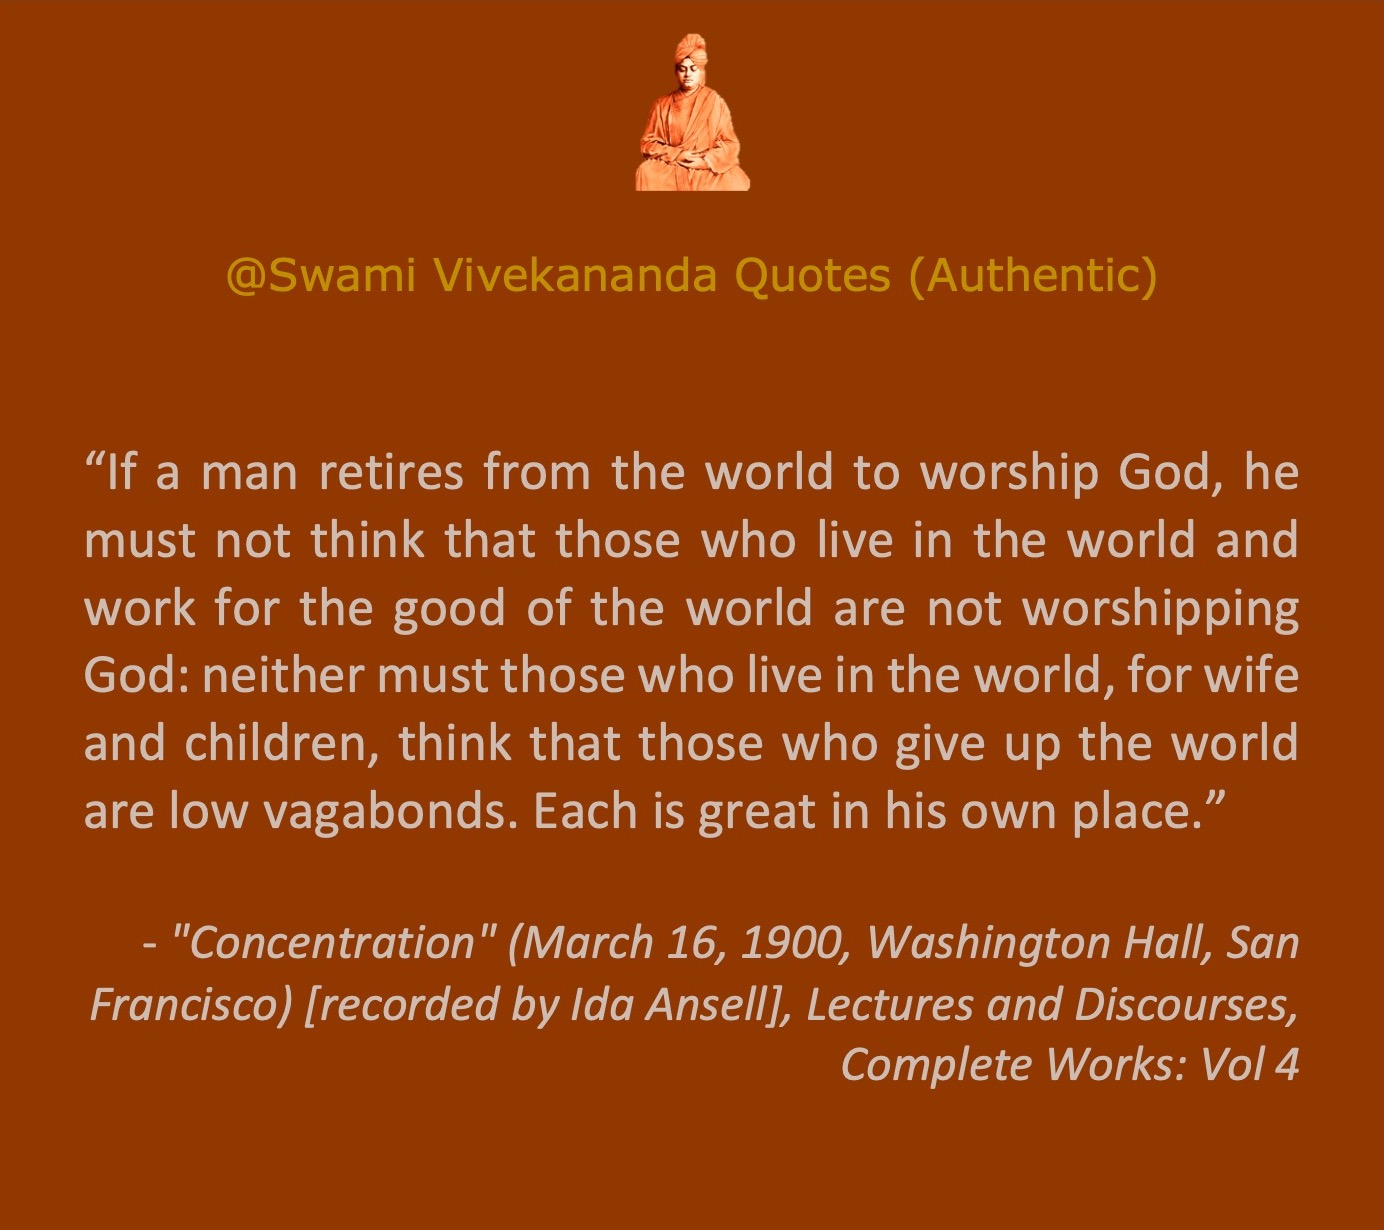 @Swami Vivekananda Quotes (Authentic)
“If a man retires from the world to worship God, he
must not think that those who live in the world and
work for the good of the world are not worshipping
God: neither must those who live in the world, for wife
and children, think that those who give up the world
are low vagabonds. Each is great in his own place.”
- "Concentration" (March 16, 1900, Washington Hall, San
Francisco) [recorded by Ida Ansell], Lectures and Discourses,
Complete Works: Vol 4